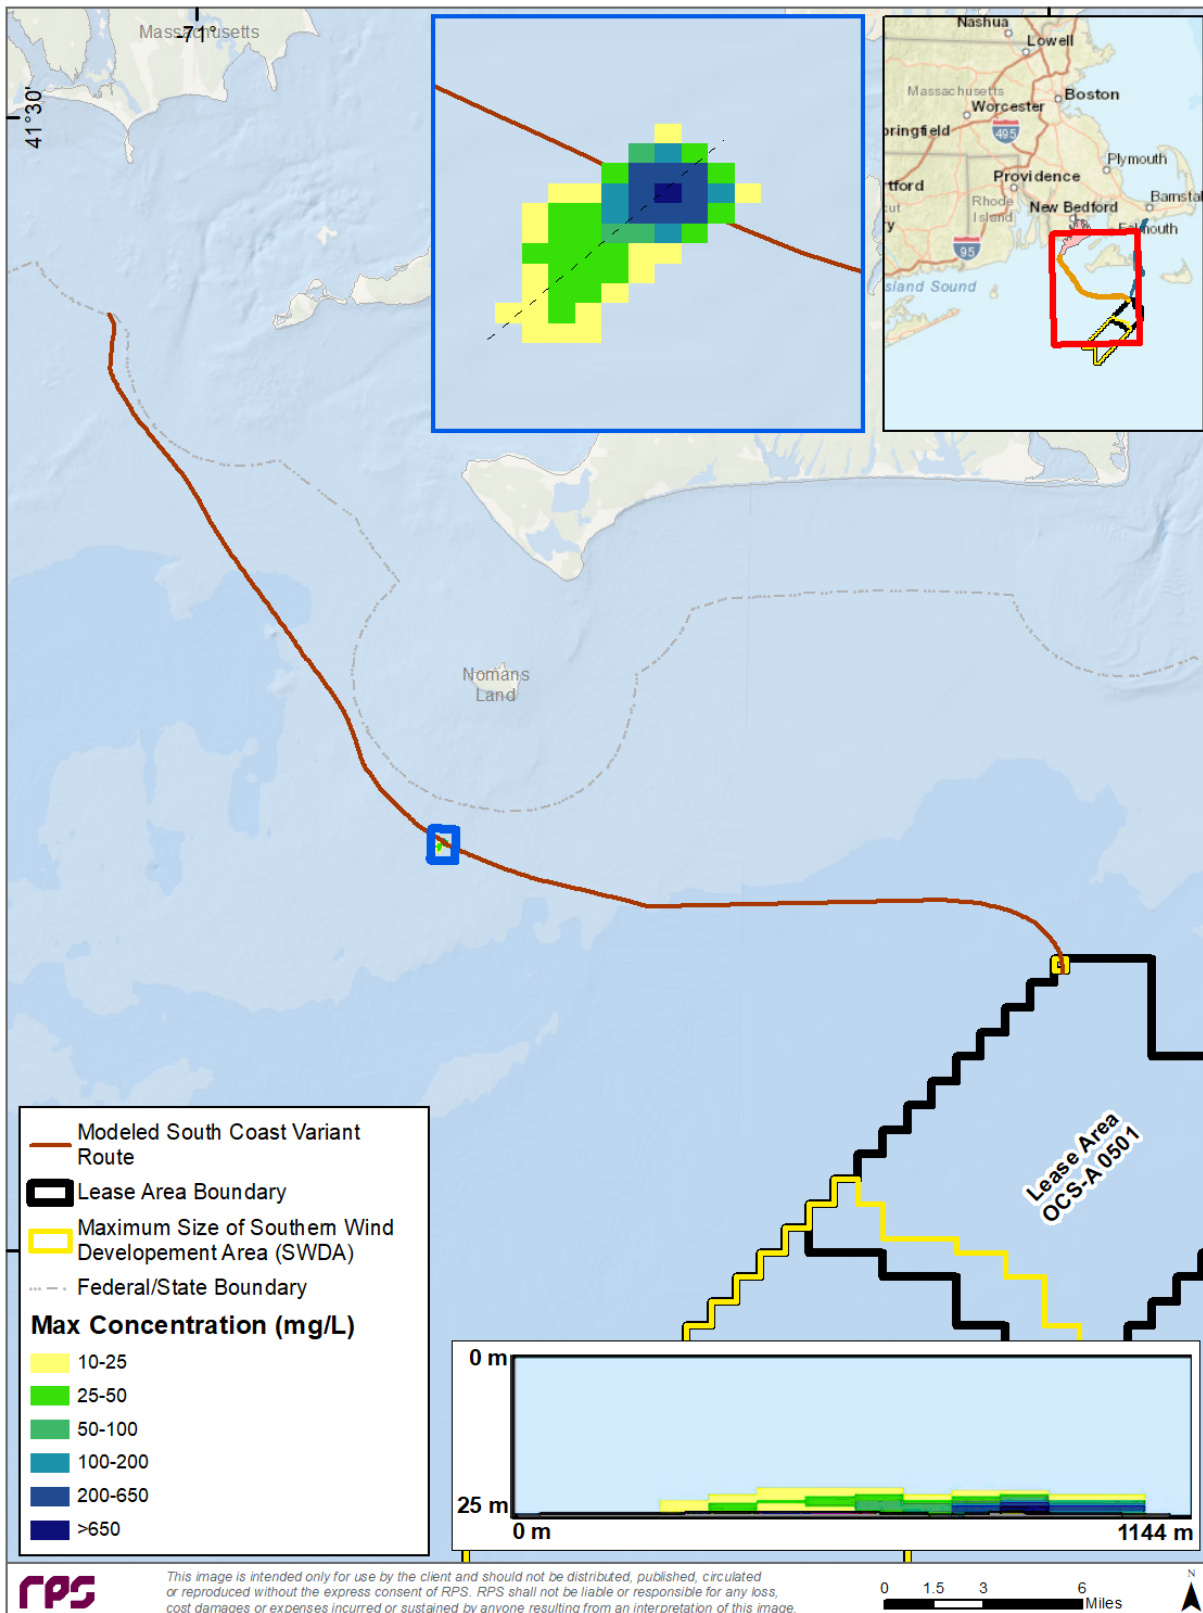 Massachusetts
-71°
41°30'
Nashua
Lowell
Massachusetts
Boston
Worcester
pringfield
495
Plymouth
Providence
rtford
cut
Rhode
Island
New Bedford
Barnstal
Falmouth
ry
95
sland Sound
Nomans
Land
Lease Area
OCS-A 0501
Modeled South Coast Variant
Route
Lease Area Boundary
Maximum Size of Southern Wind
Developement Area (SWDA)
Federal/State Boundary
Max Concentration (mg/L)
10-25
25-50
50-100
100-200
200-650
>650
0 m
25 m
0 m
1144 m
rps
This image is intended only for use by the client and should not be distributed, published, circulated
or reproduced without the express consent of RPS. RPS shall not be liable or responsible for any loss,
cost damages or expenses incurred or sustained by anyone resulting from an interpretation of this image.
0 1.5 3 6
Miles
N